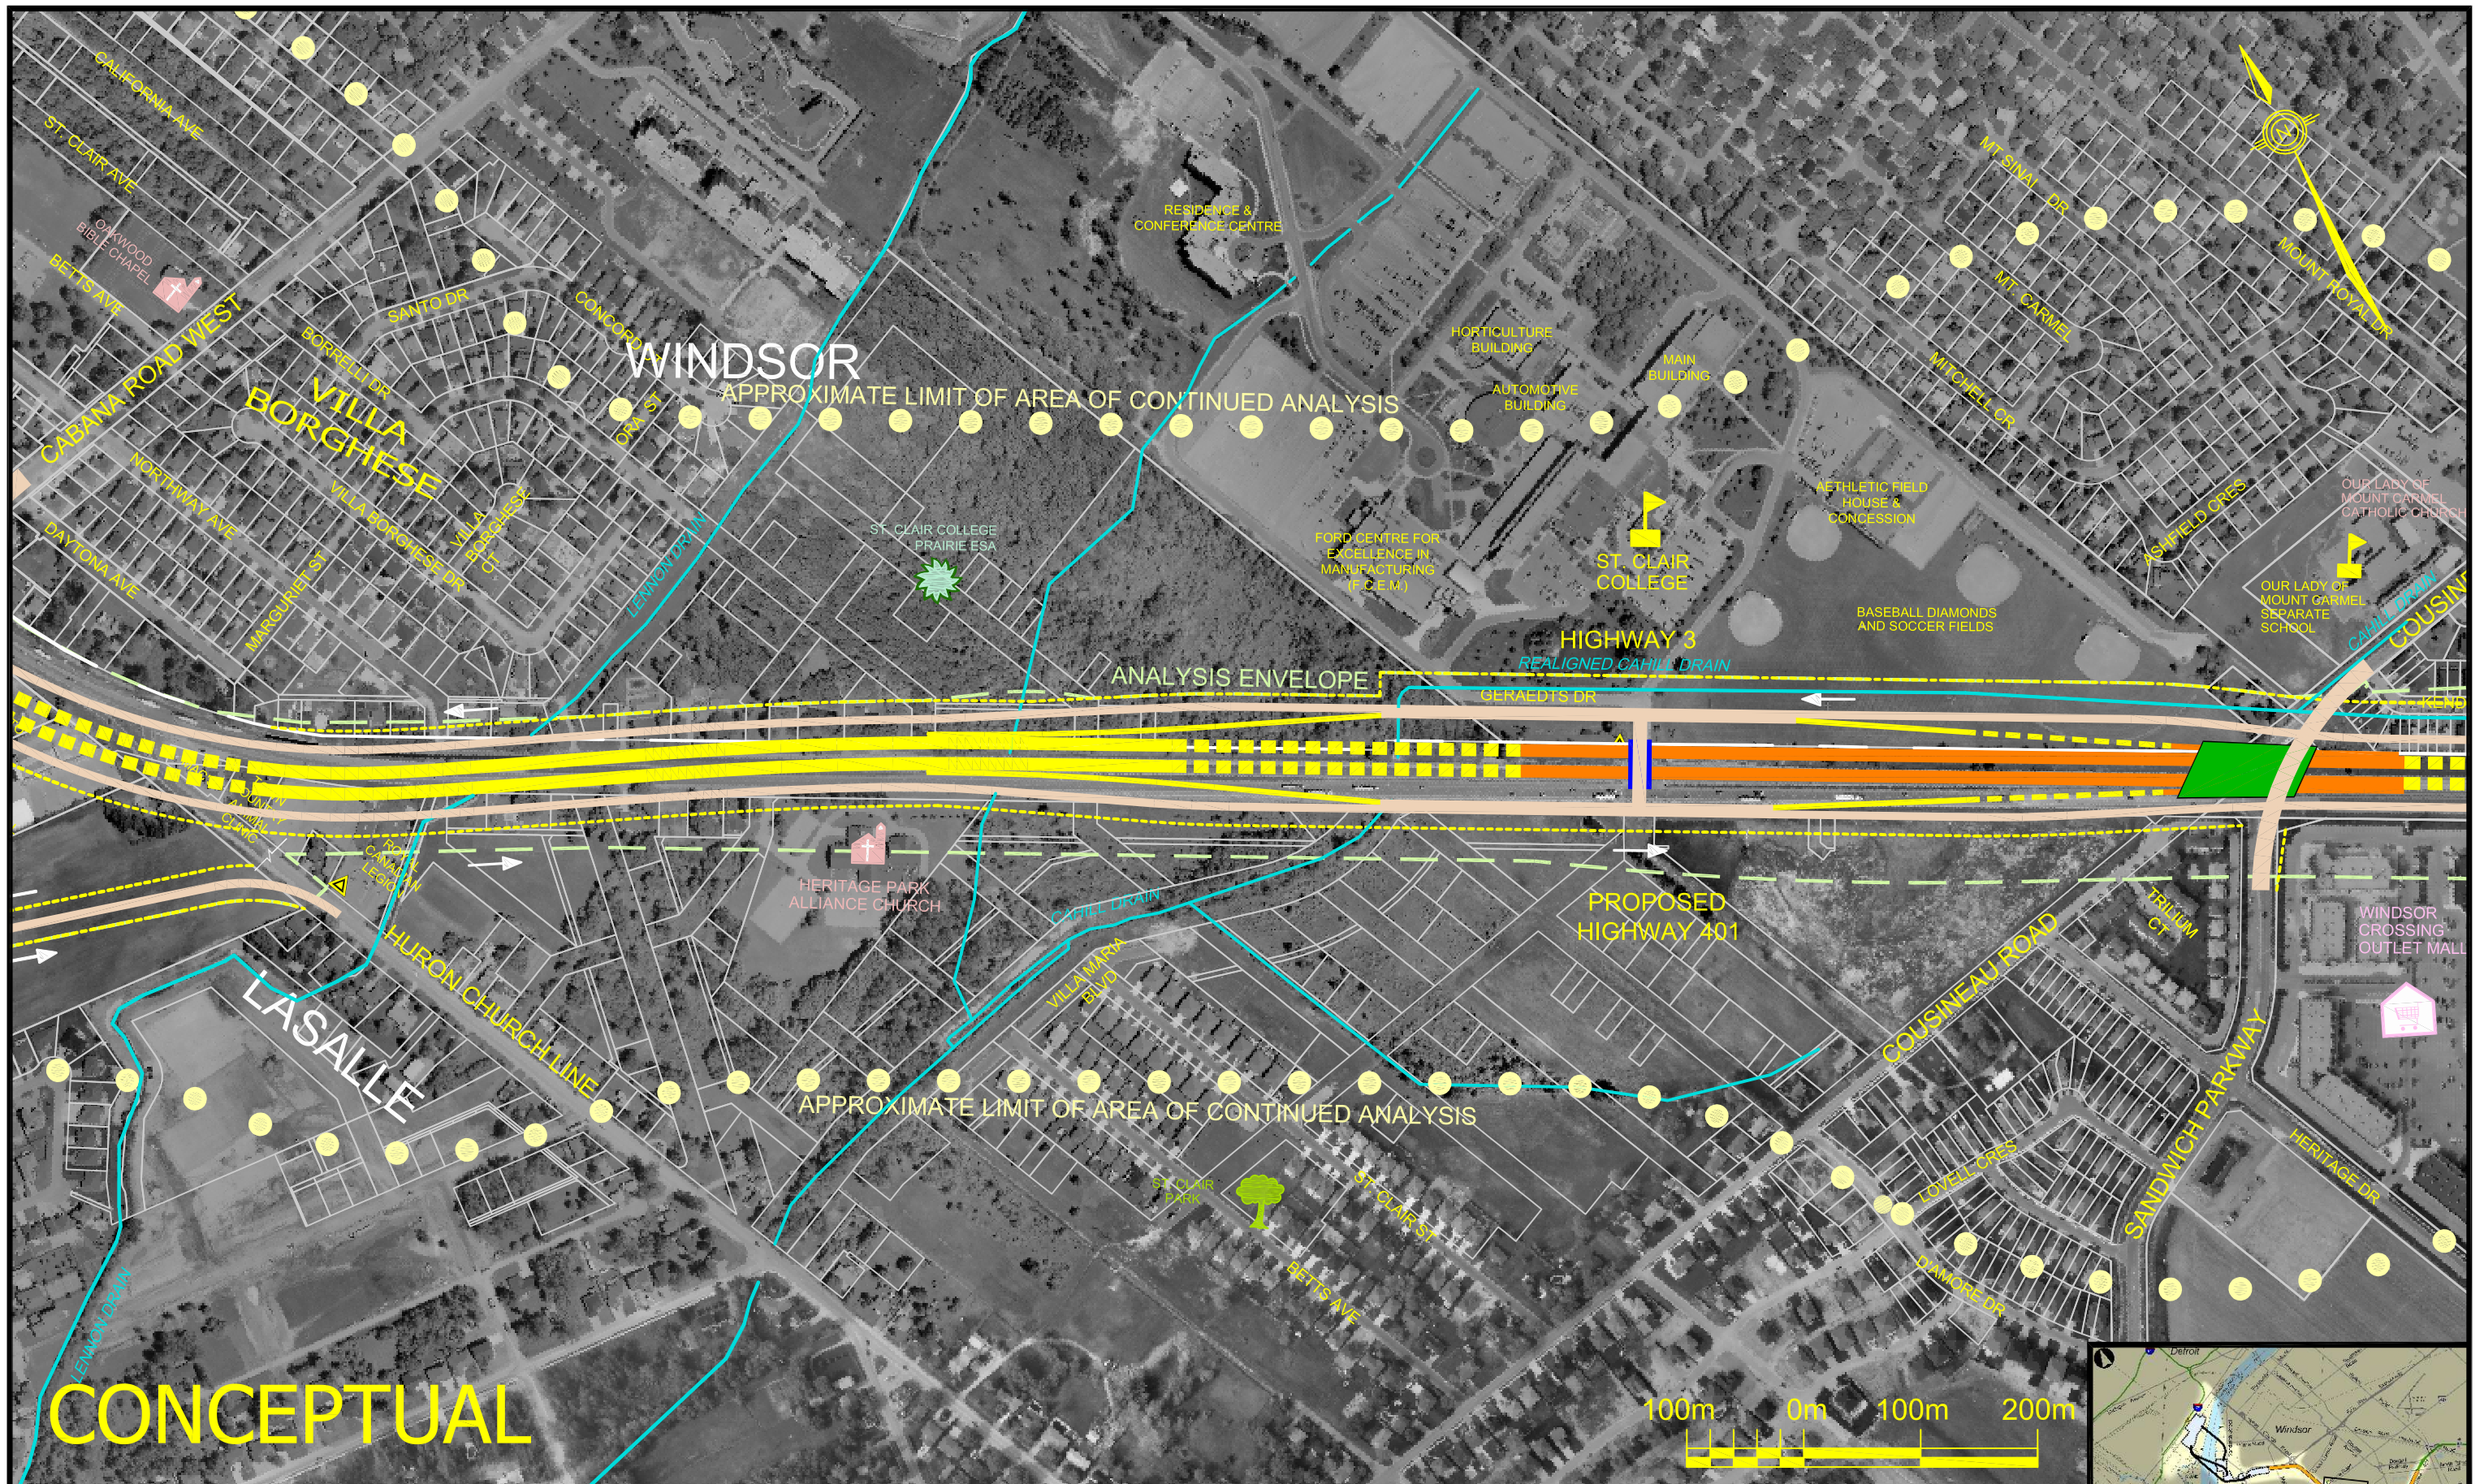 CALIFORNIA AVE
ST. CLAIR AVE
OAKWOOD
BIBLE CHAPEL
BETTS AVE
CABANA ROAD WEST
SANTO DR
BORRELLI DR
VILLA
BORGHESE
NORTHWAY AVE
DAYTONA AVE
VILLA BORGHESE DR
VILLA
BORGHESE
CT
MARGURIET ST
ORA ST
WINDSOR
APPROXIMATE LIMIT OF AREA OF CONTINUED ANALYSIS
LENNON DRAIN
ST. CLAIR COLLEGE
PRAIRIE ESA
RESIDENCE &
CONFERENCE CENTRE
HORTICULTURE
BUILDING
MAIN
BUILDING
AUTOMOTIVE
BUILDING
FORD CENTRE FOR
EXCELLENCE IN
MANUFACTURING
(F.C.E.M.)
ST. CLAIR
COLLEGE
AETHLETIC FIELD
HOUSE &
CONCESSION
BASEBALL DIAMONDS
AND SOCCER FIELDS
MT SINAI DR
MT. CARMEL
MITCHELL CR
MOUNT ROYAL DR
N
ASHFIELD CRES
OUR LADY OF
MOUNT CARMEL
CATHOLIC CHURCH
OUR LADY OF
MOUNT CARMEL
SEPARATE
SCHOOL
CAHILL DRAIN
HIGHWAY 3
REALIGNED CAHILL DRAIN
GERAEDTS DR
ANALYSIS ENVELOPE
CLINIC
ROYAL
CANADIAN
LEGION
HERITAGE PARK
ALLIANCE CHURCH
CAHILL DRAIN
VILLA MARIA
BLVD
PROPOSED
HIGHWAY 401
COUSINEAU ROAD
TRILIUM
CT
WINDSOR
CROSSING
OUTLET MALL
HURON CHURCH LINE
LASALLE
APPROXIMATE LIMIT OF AREA OF CONTINUED ANALYSIS
ST. CLAIR
PARK
ST. CLAIR ST
BETTS AVE
LOVELL CRES
D'AMORE DR
SANDWICH PARKWAY
HERITAGE DR
LENNON DRAIN
CONCEPTUAL
100m 0m 100m 200m
Detroit
Windsor